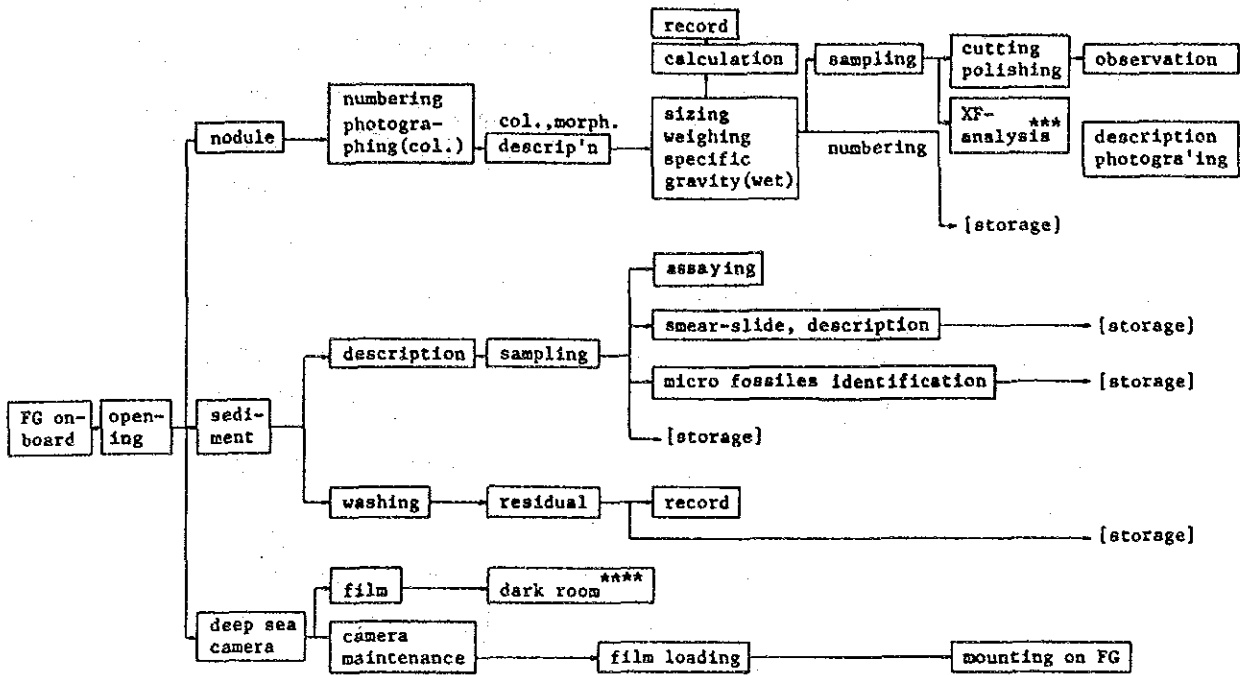 record
calculation
sampling
cutting
polishing
observation
numbering
photogra-
phing(col.)
nodule
col.,morph.
descrip'n
sizing
weighing
specific
gravity(wet)
numbering
XF-
analysis***
description
photogra'ing
[storage]
assaying
smear-slide, description
[storage]
description
sampling
micro fossiles identification
[storage]
FG on-
board
open-
ing
sedi-
ment
[storage]
washing
residual
record
[storage]
film
dark room****
deep sea
camera
camera
maintenance
film loading
mounting on FG